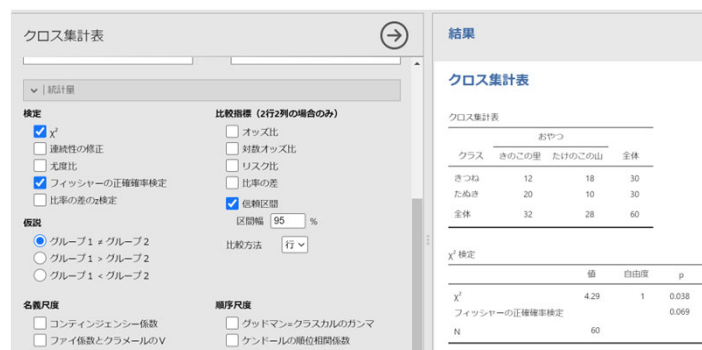 クロス集計表
統計量
検定
χ²
連続性の修正
尤度比
フィッシャーの正確確率検定
比率の差のz検定
仮説
グループ1 ≠ グループ2
グループ1 > グループ2
グループ1 < グループ2
名義尺度
コンティンジェンシー係数
ファイ係数とクラメールのV
比較指標(2行2列の場合のみ)
オッズ比
対数オッズ比
リスク比
比率の差
信頼区間
区間幅 95 %
比較方法 行
順序尺度
グッドマン=クラスカルのガンマ
ケンドールの順位相関係数
結果
クロス集計表
クロス集計表
おやつ
クラス きのこの里 たけのこの山 全体
きつね 12 18 30
たぬき 20 10 30
全体 32 28 60
χ² 検定
値 自由度 p
χ² 4.29 1 0.038
フィッシャーの正確確率検定 0.069
N 60